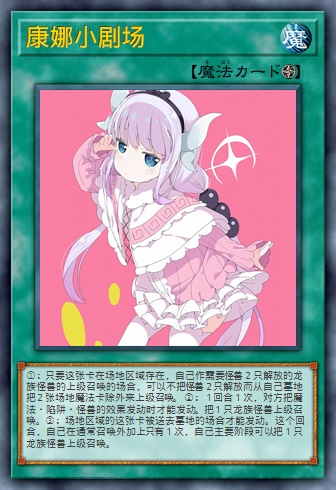 康娜小剧场
魔
【魔法カード】
①：只要这张卡在场地区域存在，自己作需要怪兽２只解放的龙
族怪兽的上级召唤的场合，可以不把怪兽２只解放而从自己墓地
把２张场地魔法卡除外来上级召唤。②：１回合１次，对方把魔
法·陷阱·怪兽的效果发动时才能发动。把１只龙族怪兽上级召
唤。③：场地区域的这张卡被送去墓地的场合才能发动。这个回
合，自己在通常召唤外加上只有１次，自己主要阶段可以把１只
龙族怪兽上级召唤。